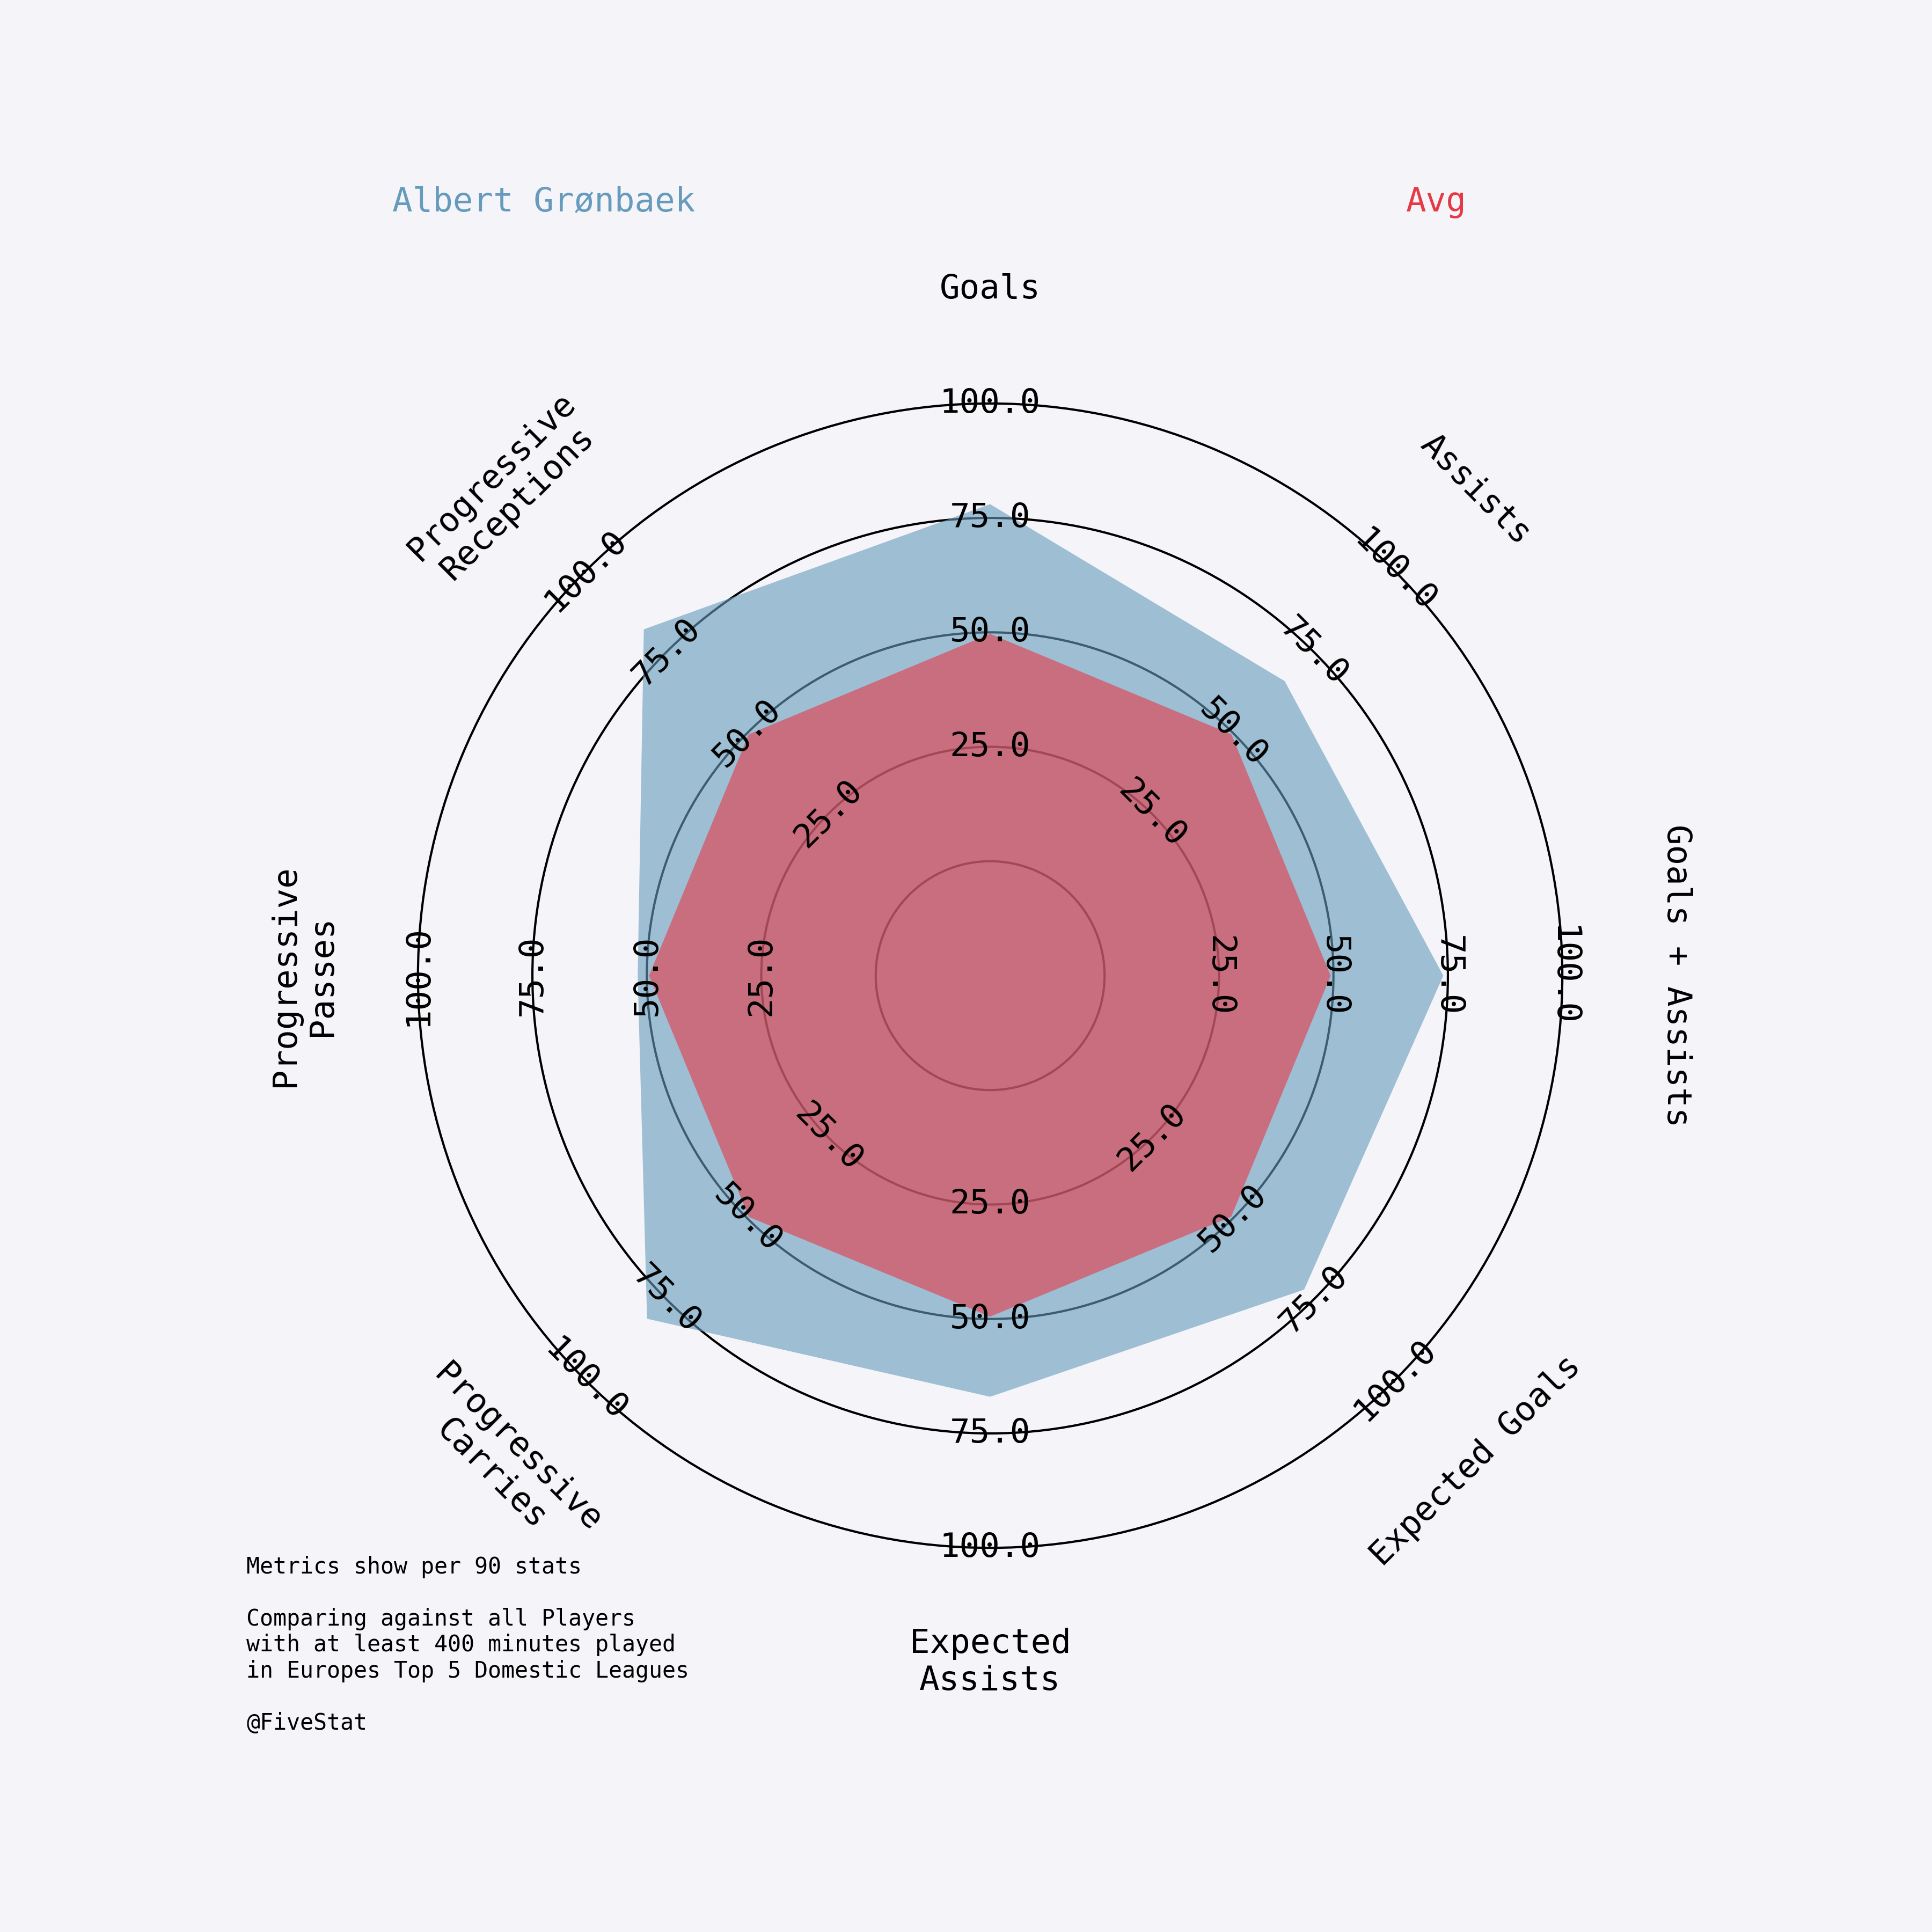 Albert Grønbaek
Avg
Goals
Assists
Goals + Assists
Expected Goals
Expected
Assists
Progressive
Carries
Progressive
Passes
Progressive
Receptions
100.0
75.0
50.0
25.0
100.0
75.0
50.0
25.0
100.0
75.0
50.0
25.0
100.0
75.0
50.0
25.0
100.0
75.0
50.0
25.0
100.0
75.0
50.0
25.0
100.0
75.0
50.0
25.0
100.0
75.0
50.0
25.0
Metrics show per 90 stats
Comparing against all Players
with at least 400 minutes played
in Europes Top 5 Domestic Leagues
@FiveStat